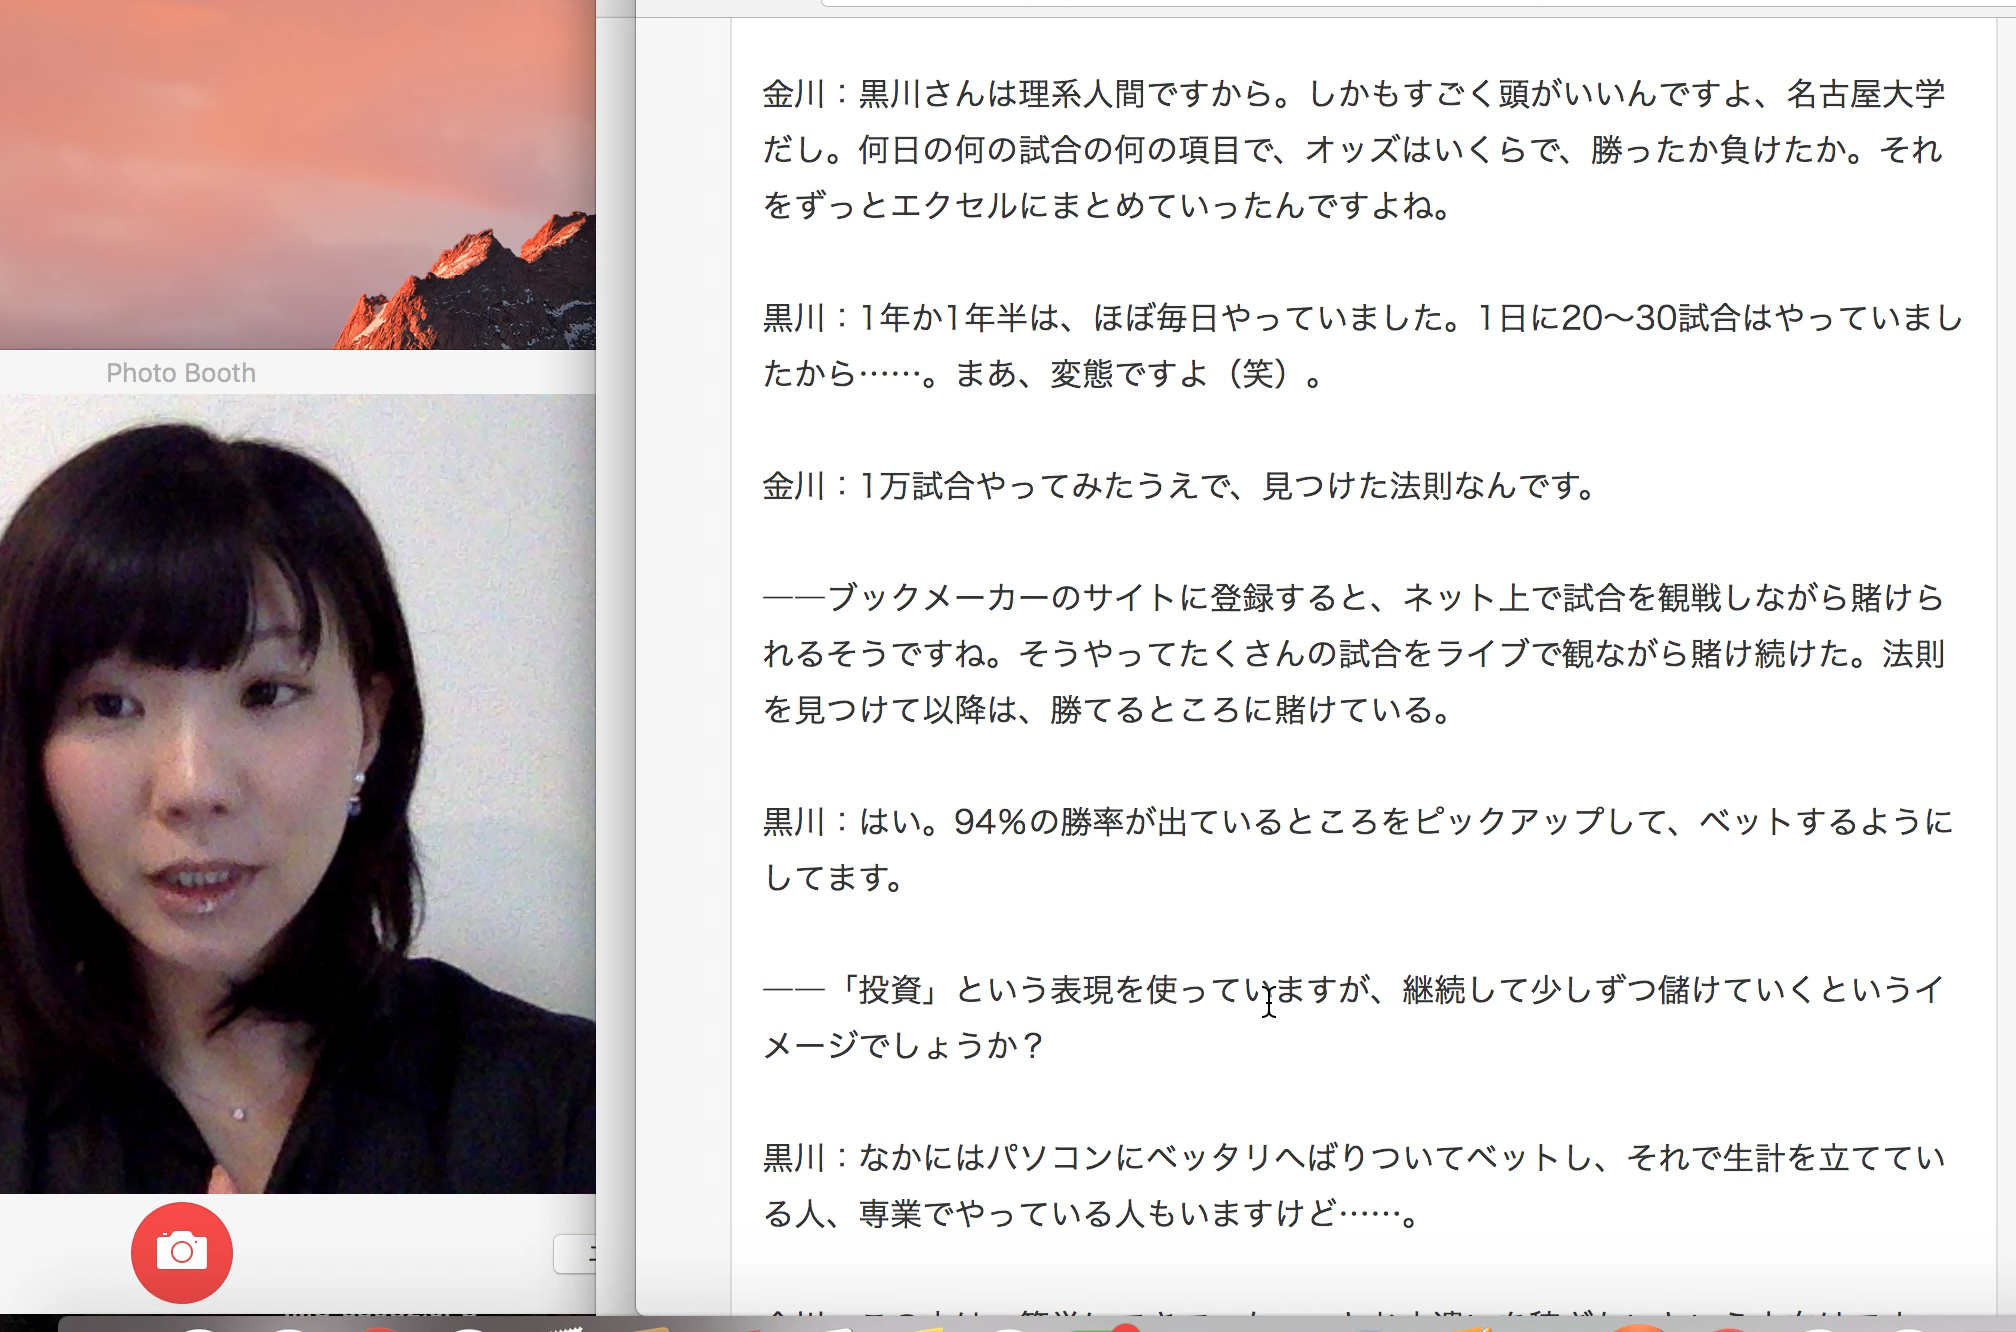 Photo Booth
金川：黒川さんは理系人間ですから。しかもすごく頭がいいんですよ、名古屋大学
だし。何日の何の試合の何の項目で、オッズはいくらで、勝ったか負けたか。それ
をずっとエクセルにまとめていったんですよね。
黒川：1年か1年半は、ほぼ毎日やっていました。1日に20〜30試合はやっていまし
たから……。まあ、変態ですよ（笑）。
金川：1万試合やってみたうえで、見つけた法則なんです。
――ブックメーカーのサイトに登録すると、ネット上で試合を観戦しながら賭けら
れるそうですね。そうやってたくさんの試合をライブで観ながら賭け続けた。法則
を見つけて以降は、勝てるところに賭けている。
黒川：はい。94%の勝率が出ているところをピックアップして、ベットするように
してます。
――「投資」という表現を使っていますが、継続して少しずつ儲けていくというイ
メージでしょうか？
黒川：なかにはパソコンにベッタリへばりついてベットし、それで生計を立ててい
る人、専業でやっている人もいますけど……。